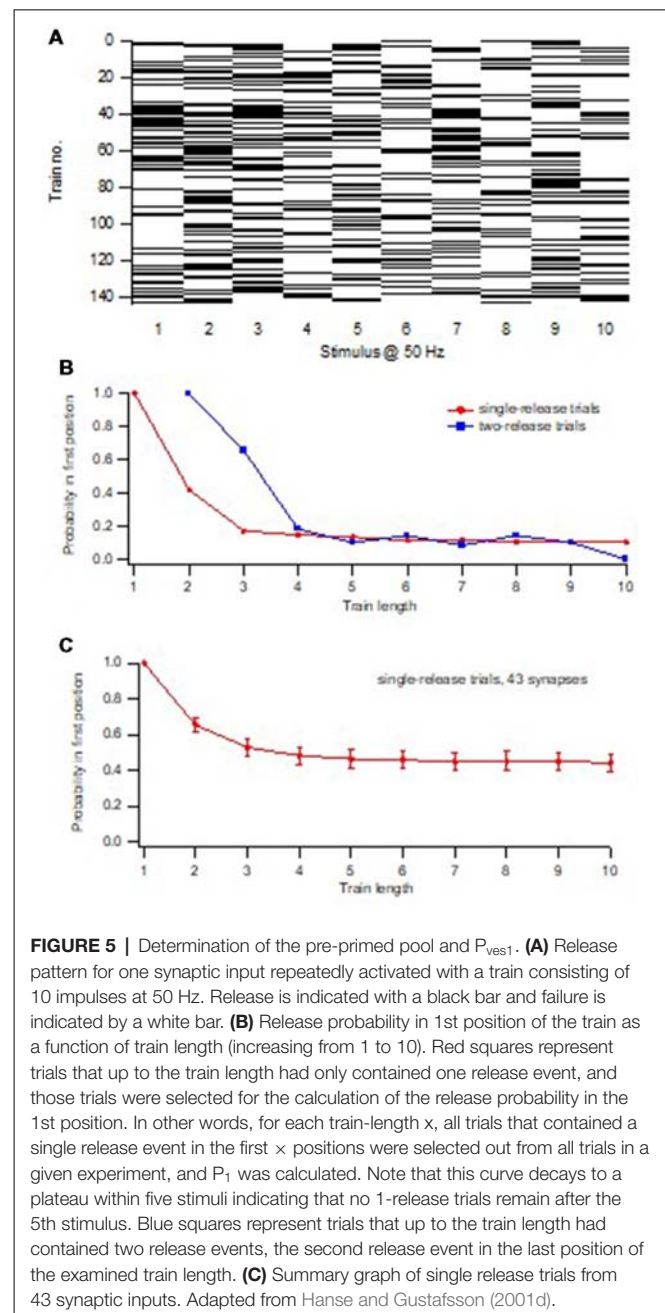 A
0
20
40
60
80
100
120
140
Train no.
1 2 3 4 5 6 7 8 9 10
Stimulus @ 50 Hz
B
1.0
0.8
0.6
0.4
0.2
0.0
Probability in first position
single-release trials
two-release trials
1 2 3 4 5 6 7 8 9 10
Train length
C
1.0
0.8
0.6
0.4
0.2
0.0
Probability in first position
single-release trials, 43 synapses
1 2 3 4 5 6 7 8 9 10
Train length
FIGURE 5 | Determination of the pre-primed pool and Pves1. (A) Release
pattern for one synaptic input repeatedly activated with a train consisting of
10 impulses at 50 Hz. Release is indicated with a black bar and failure is
indicated by a white bar. (B) Release probability in 1st position of the train as
a function of train length (increasing from 1 to 10). Red squares represent
trials that up to the train length had only contained one release event, and
those trials were selected for the calculation of the release probability in the
1st position. In other words, for each train-length x, all trials that contained a
single release event in the first × positions were selected out from all trials in a
given experiment, and P1 was calculated. Note that this curve decays to a
plateau within five stimuli indicating that no 1-release trials remain after the
5th stimulus. Blue squares represent trials that up to the train length had
contained two release events, the second release event in the last position of
the examined train length. (C) Summary graph of single release trials from
43 synaptic inputs. Adapted from Hanse and Gustafsson (2001d).